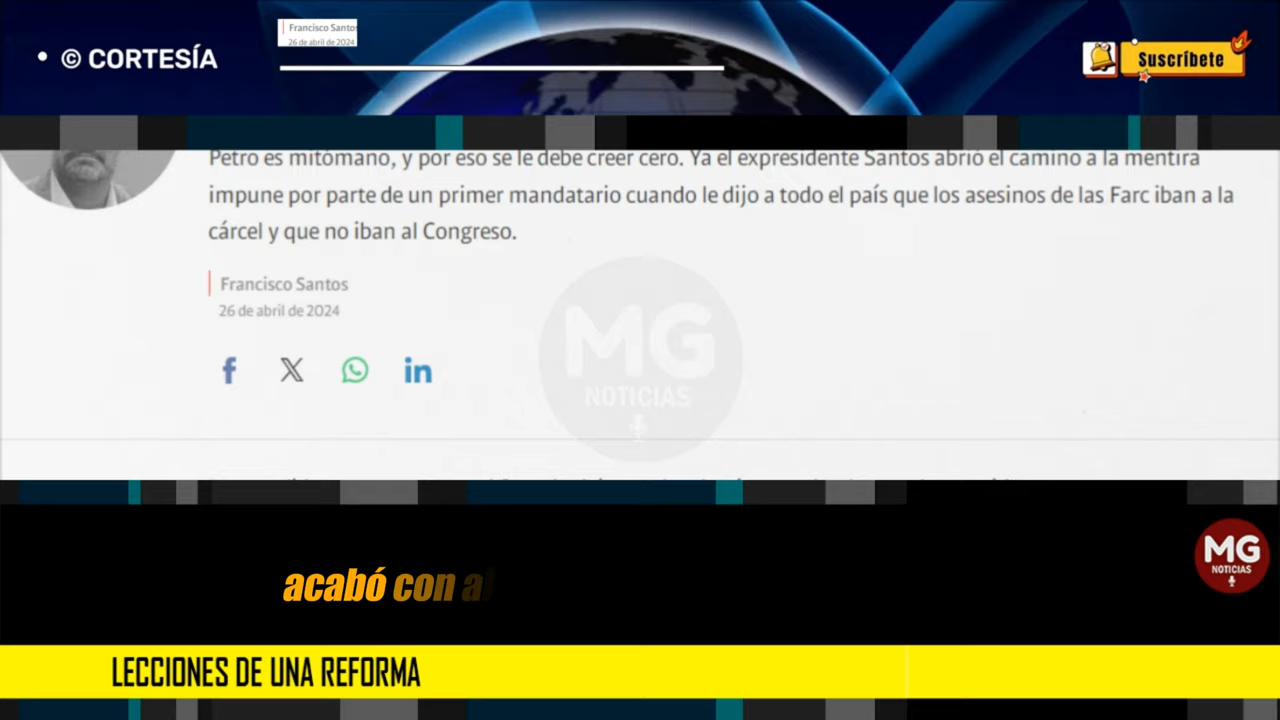 Francisco Santos
26 de abril de 2024
• © CORTESÍA
Suscríbete
Petro es mitómano, y por eso se le debe creer cero. Ya el expresidente Santos abrió el camino a la mentira
impune por parte de un primer mandatario cuando le dijo a todo el país que los asesinos de las Farc iban a la
cárcel y que no iban al Congreso.
Francisco Santos
26 de abril de 2024
MG
NOTICIAS
MG
NOTICIAS
acabó con al
LECCIONES DE UNA REFORMA